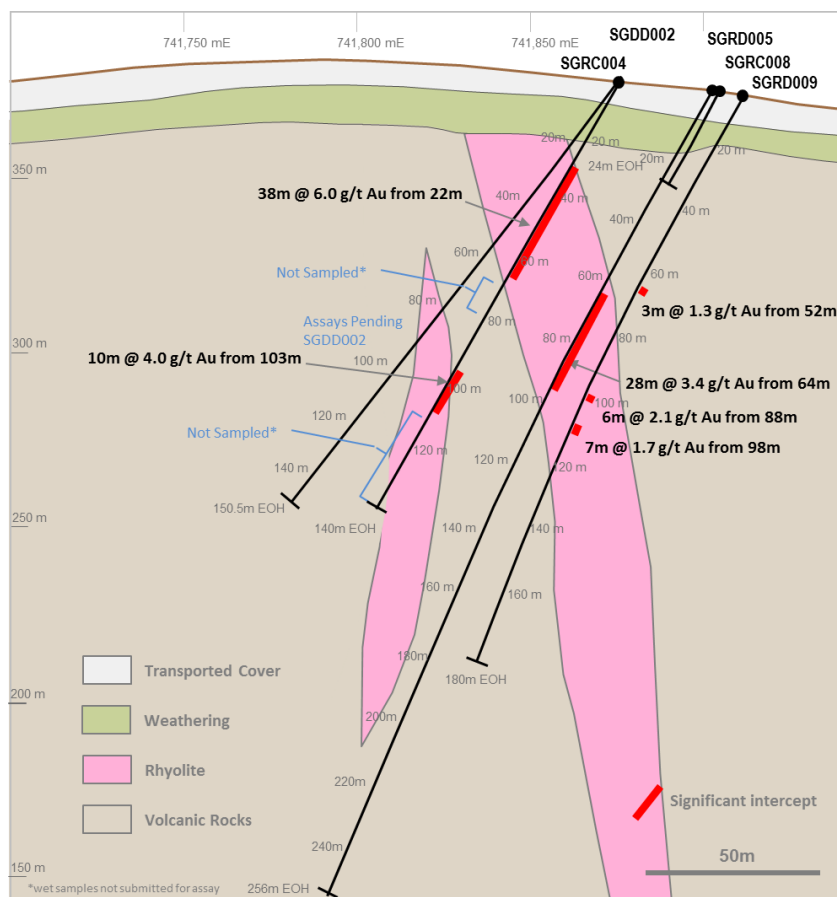 741,750 mE
741,800 mE
741,850 mE
SGDD002
SGRC004
SGRD005
SGRC008
SGRD009
350 m
300 m
250 m
200 m
150 m
20m
20 m
24m EOH
20m
20 m
38m @ 6.0 g/t Au from 22m
40m
40 m
40 m
40 m
60m
60 m
60m
60 m
Not Sampled*
80 m
80 m
80 m
3m @ 1.3 g/t Au from 52m
Assays Pending
SGDD002
10m @ 4.0 g/t Au from 103m
100 m
100 m
100 m
100 m
28m @ 3.4 g/t Au from 64m
6m @ 2.1 g/t Au from 88m
7m @ 1.7 g/t Au from 98m
Not Sampled*
120 m
120 m
120 m
120 m
140 m
150.5m EOH
140m EOH
140 m
140 m
160 m
160 m
180m
180m EOH
200m
220m
240m
256m EOH
Transported Cover
Weathering
Rhyolite
Volcanic Rocks
Significant intercept
50m
*wet samples not submitted for assay